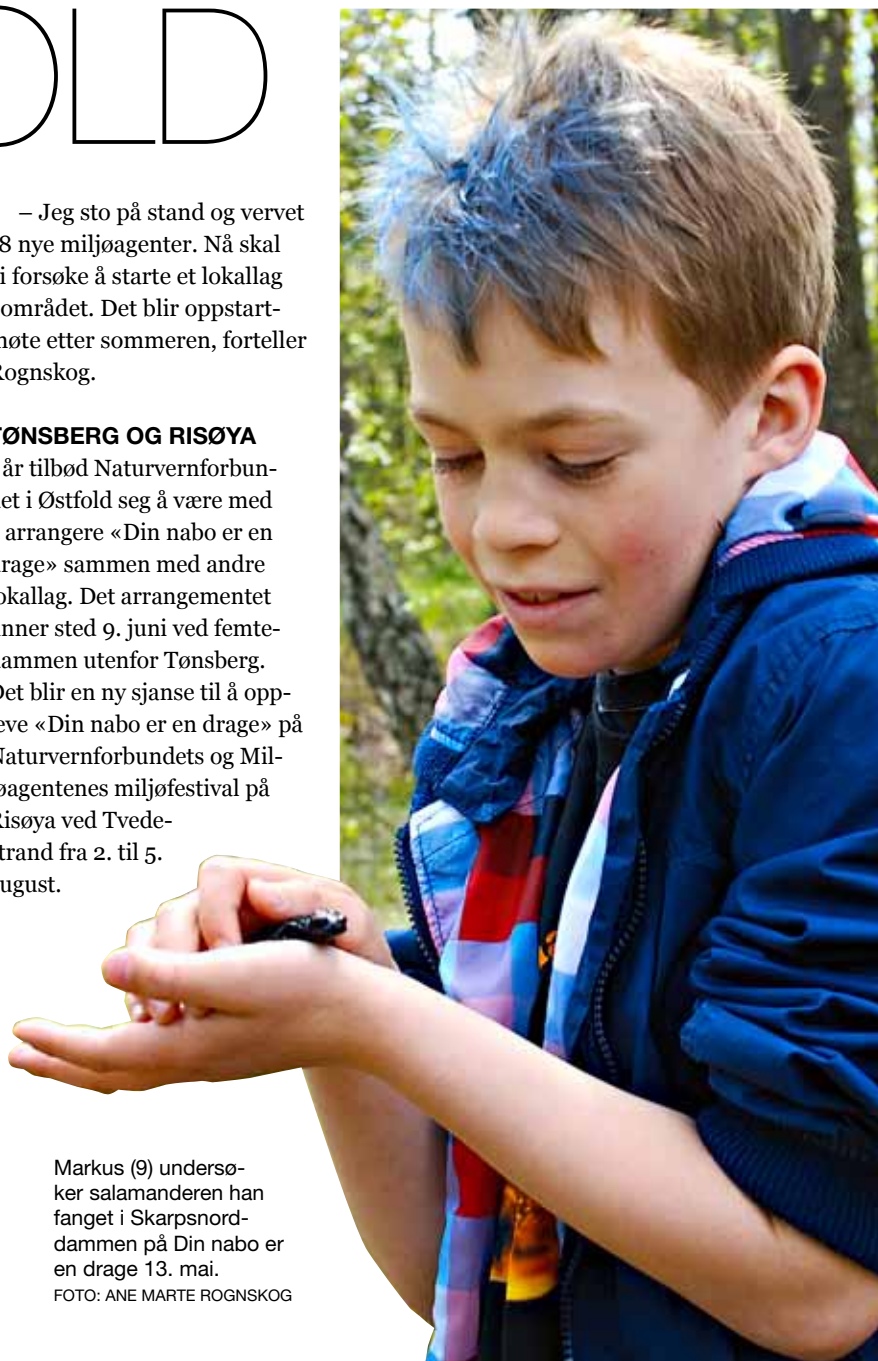 OLD
– Jeg sto på stand og vervet
8 nye miljøagenter. Nå skal
i forsøke å starte et lokallag
området. Det blir oppstart-
møte etter sommeren, forteller
Rognskog.
TØNSBERG OG RISØYA
år tilbød Naturvernforbun-
det i Østfold seg å være med
arrangere «Din nabo er en
drage» sammen med andre
okallag. Det arrangementet
inner sted 9. juni ved femte-
dammen utenfor Tønsberg.
Det blir en ny sjanse til å opp-
eve «Din nabo er en drage» på
Naturvernforbundets og Mil-
øagentenes miljøfestival på
Risøya ved Tvede-
trand fra 2. til 5.
ugust.
Markus (9) undersø-
ker salamanderen han
fanget i Skarpsnord-
dammen på Din nabo er
en drage 13. mai.
FOTO: ANE MARTE ROGNSKOG